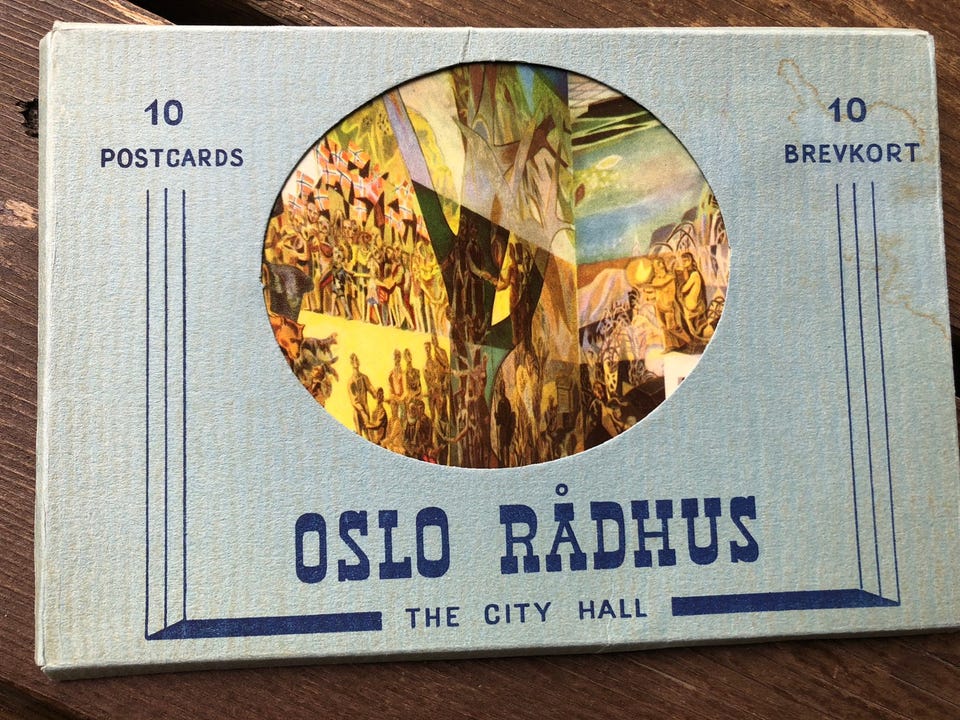 10
POSTCARDS
10
BREVKORT
OSLO RÅDHUS
THE CITY HALL